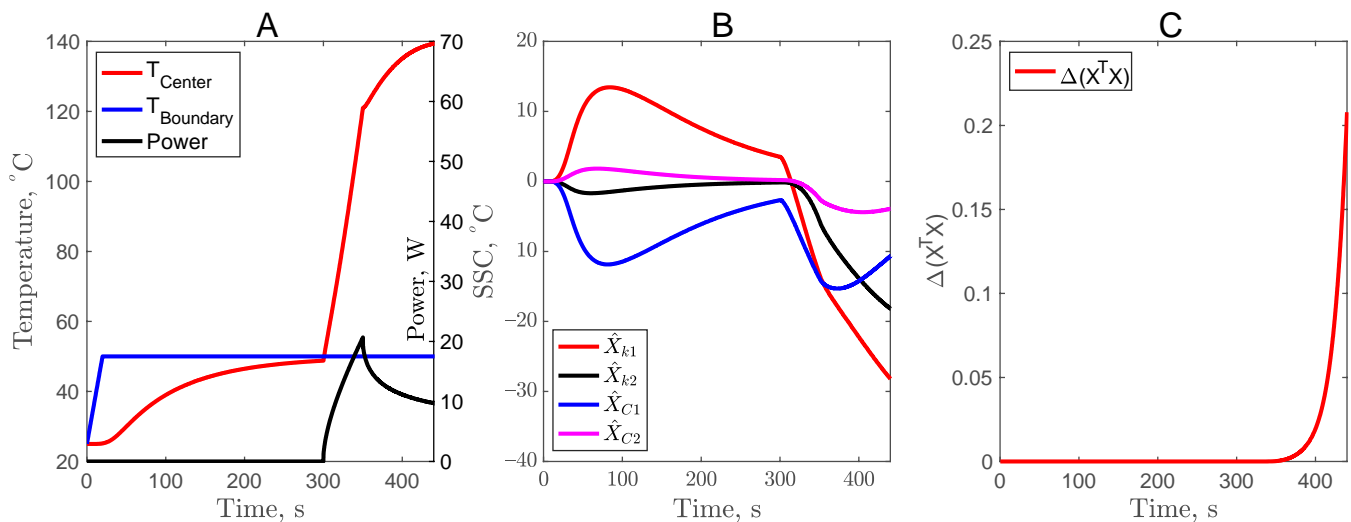 A
Temperature, °C
140
120
100
80
60
40
20
T_Center
T_Boundary
Power
70
60
50
40
30
20
10
0
Power, W
0 100 200 300 400
Time, s
B
SSC, °C
20
10
0
−10
−20
−30
−40
X̂_k1
X̂_k2
X̂_C1
X̂_C2
0 100 200 300 400
Time, s
C
Δ(X^T X)
0.25
0.2
0.15
0.1
0.05
0
Δ(X^T X)
0 100 200 300 400
Time, s